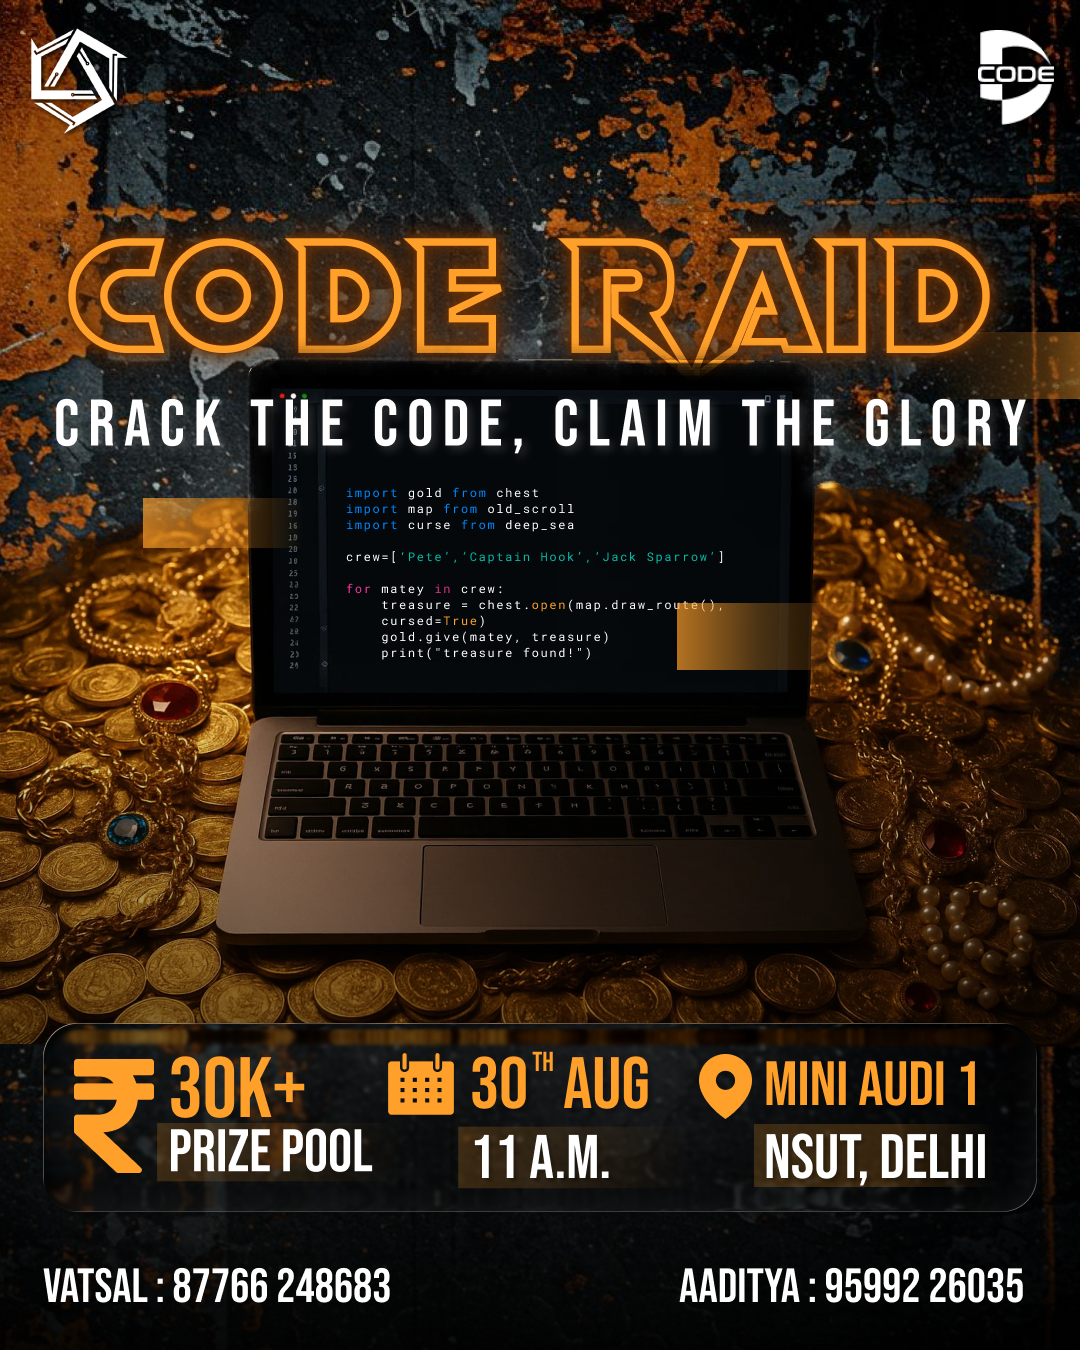 CODE
CODE RAID
CRACK THE CODE, CLAIM THE GLORY
import gold from chest
import map from old_scroll
import curse from deep_sea
crew=['Pete','Captain Hook','Jack Sparrow']
for matey in crew:
treasure = chest.open(map.draw_route(),
cursed=True)
gold.give(matey, treasure)
print("treasure found!")
₹ 30K+
PRIZE POOL
30TH AUG
11 A.M.
MINI AUDI 1
NSUT, DELHI
VATSAL : 87766 248683
AADITYA : 95992 26035